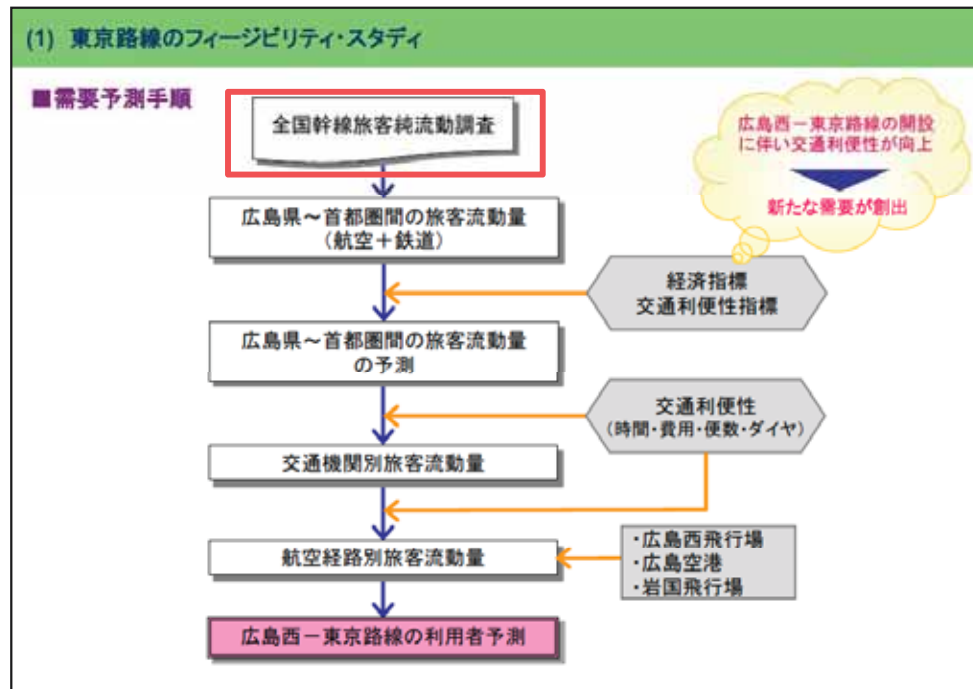 (1) 東京路線のフィージビリティ・スタディ
■需要予測手順
全国幹線旅客純流動調査
広島西－東京路線の開設
に伴い交通利便性が向上
新たな需要が創出
広島県～首都圏間の旅客流動量
(航空＋鉄道)
経済指標
交通利便性指標
広島県～首都圏間の旅客流動量
の予測
交通利便性
(時間・費用・便数・ダイヤ)
交通機関別旅客流動量
航空経路別旅客流動量
・広島西飛行場
・広島空港
・岩国飛行場
広島西－東京路線の利用者予測